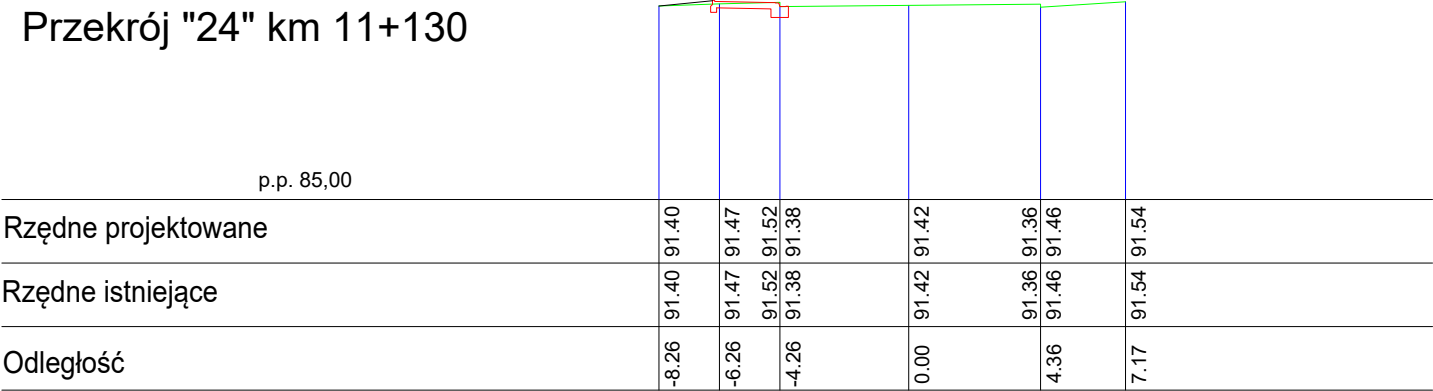 Przekrój "24" km 11+130
p.p. 85,00
Rzędne projektowane 91.40 91.47 91.52 91.38 91.42 91.36 91.46 91.54
Rzędne istniejące 91.40 91.47 91.52 91.38 91.42 91.36 91.46 91.54
Odległość -8.26 -6.26 -4.26 0.00 4.36 7.17